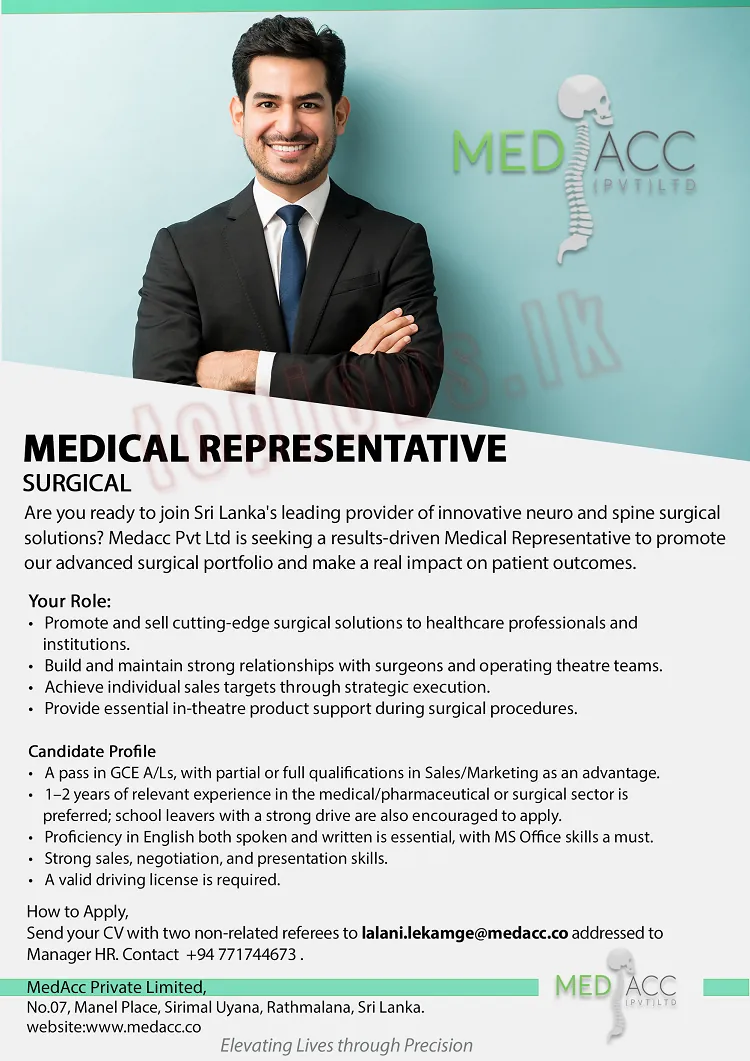 MED ACC
(PVT)LTD
topjobs.lk
MEDICAL REPRESENTATIVE
SURGICAL
Are you ready to join Sri Lanka's leading provider of innovative neuro and spine surgical
solutions? Medacc Pvt Ltd is seeking a results-driven Medical Representative to promote
our advanced surgical portfolio and make a real impact on patient outcomes.
Your Role:
• Promote and sell cutting-edge surgical solutions to healthcare professionals and
institutions.
• Build and maintain strong relationships with surgeons and operating theatre teams.
• Achieve individual sales targets through strategic execution.
• Provide essential in-theatre product support during surgical procedures.
Candidate Profile
• A pass in GCE A/Ls, with partial or full qualifications in Sales/Marketing as an advantage.
• 1–2 years of relevant experience in the medical/pharmaceutical or surgical sector is
preferred; school leavers with a strong drive are also encouraged to apply.
• Proficiency in English both spoken and written is essential, with MS Office skills a must.
• Strong sales, negotiation, and presentation skills.
• A valid driving license is required.
How to Apply,
Send your CV with two non-related referees to lalani.lekamge@medacc.co addressed to
Manager HR. Contact +94 771744673 .
MedAcc Private Limited,
No.07, Manel Place, Sirimal Uyana, Rathmalana, Sri Lanka.
website:www.medacc.co
MED ACC
(PVT)LTD
Elevating Lives through Precision